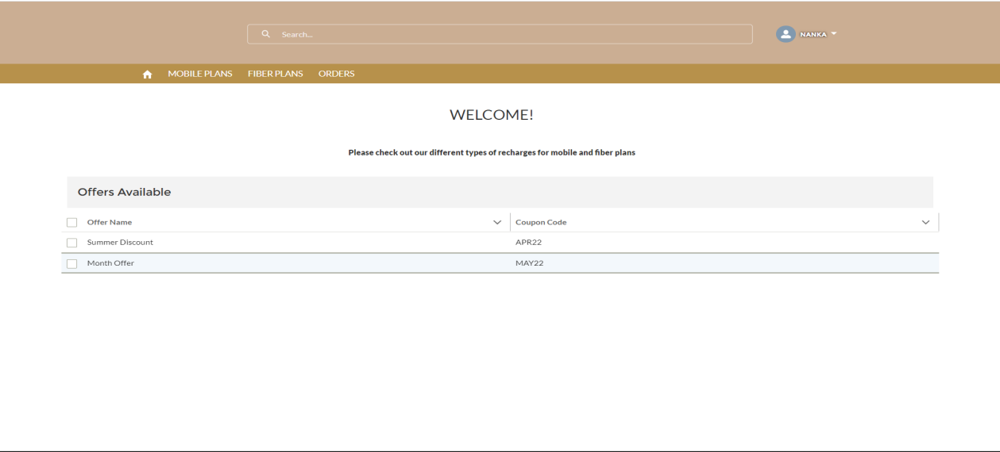 Search...
NANKA
MOBILE PLANS FIBER PLANS ORDERS
WELCOME!
Please check out our different types of recharges for mobile and fiber plans
Offers Available
Offer Name Coupon Code
Summer Discount APR22
Month Offer MAY22